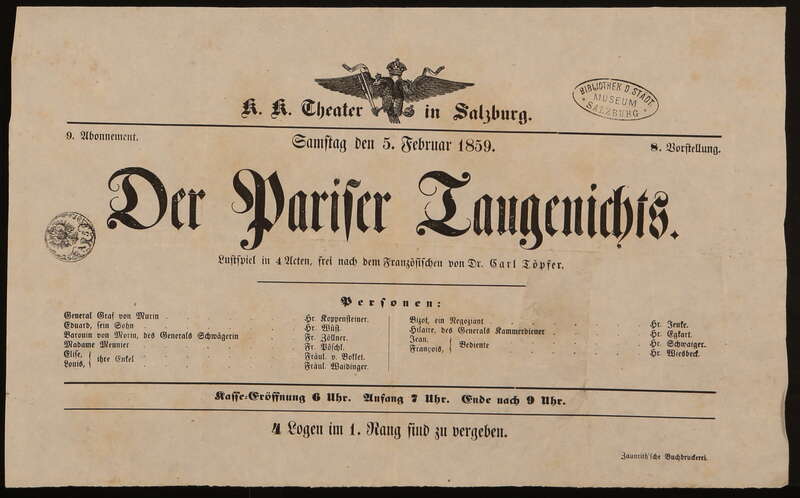 K. K. Theater in Salzburg.
BIBLIOTHEK D. STADT.
MUSEUM
SALZBURG
9. Abonnement.
Samstag den 5. Februar 1859.
8. Vorstellung.
Der Pariser Taugenichts.
Lustspiel in 4 Acten, frei nach dem Französischen von Dr. Carl Töpfer.
Personen:
General Graf von Morin . . . Hr. Koppensteiner.
Eduard, sein Sohn . . . Hr. Wüst.
Baronin von Morin, des Generals Schwägerin . . . Fr. Zöllner.
Madame Meunier . . . Fr. Pöschl.
Elise, } ihre Enkel . . . Fräul. v. Boklet.
Louis, . . . Fräul. Waidinger.
Bizot, ein Negoziant . . . Hr. Jenke.
Hilaire, des Generals Kammerdiener . . . Hr. Egkart.
Jean, } Bediente . . . Hr. Schwaiger.
François, . . . Hr. Wiesbeck.
Kasse-Eröffnung 6 Uhr. Anfang 7 Uhr. Ende nach 9 Uhr.
4 Logen im 1. Rang sind zu vergeben.
Zaunrith'sche Buchdruckerei.